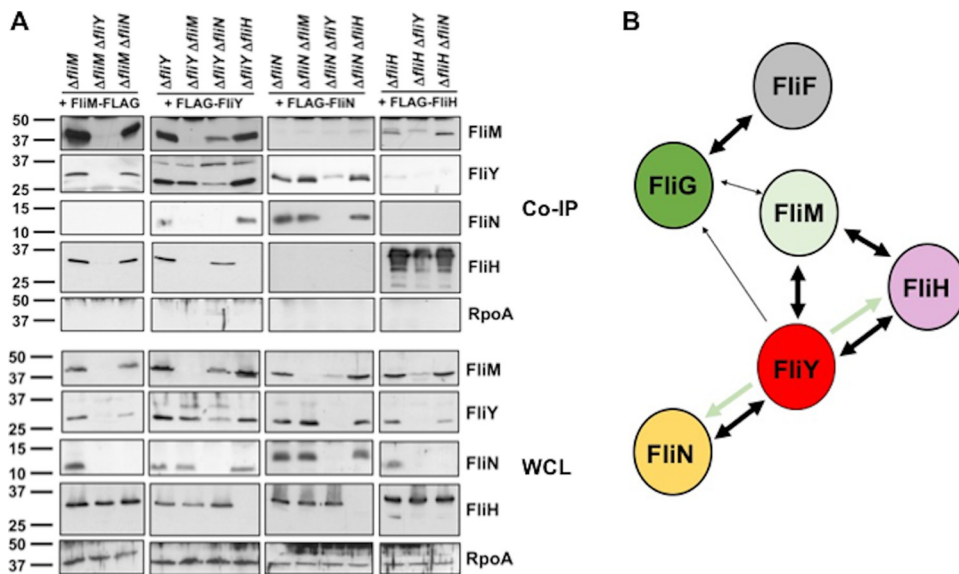 A
B
ΔfliM
ΔfliM ΔfliY
ΔfliM ΔfliN
ΔfliY
ΔfliY ΔfliM
ΔfliY ΔfliN
ΔfliY ΔfliH
ΔfliN
ΔfliN ΔfliM
ΔfliN ΔfliY
ΔfliN ΔfliH
ΔfliH
ΔfliH ΔfliY
ΔfliH ΔfliN
+ FliM-FLAG
+ FLAG-FliY
+ FLAG-FliN
+ FLAG-FliH
50
37
FliM
37
25
FliY
15
10
FliN
Co-IP
37
25
FliH
50
37
RpoA
50
37
FliM
37
25
FliY
15
10
FliN
WCL
37
25
FliH
50
37
RpoA
FliF
FliG
FliM
FliH
FliY
FliN